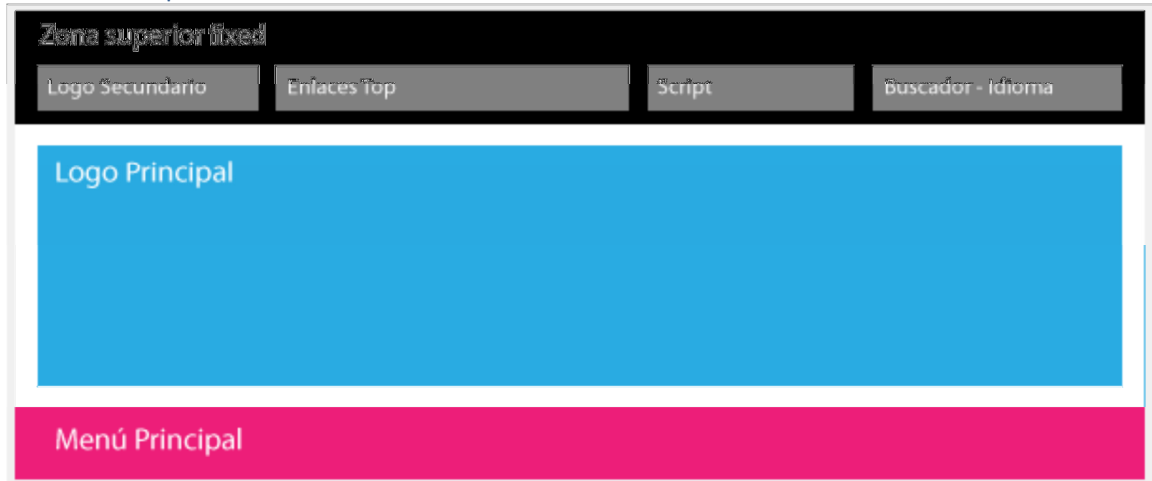 Zona superior fixed
Logo Secundario Enlaces Top Script Buscador - Idioma
Logo Principal
Menú Principal